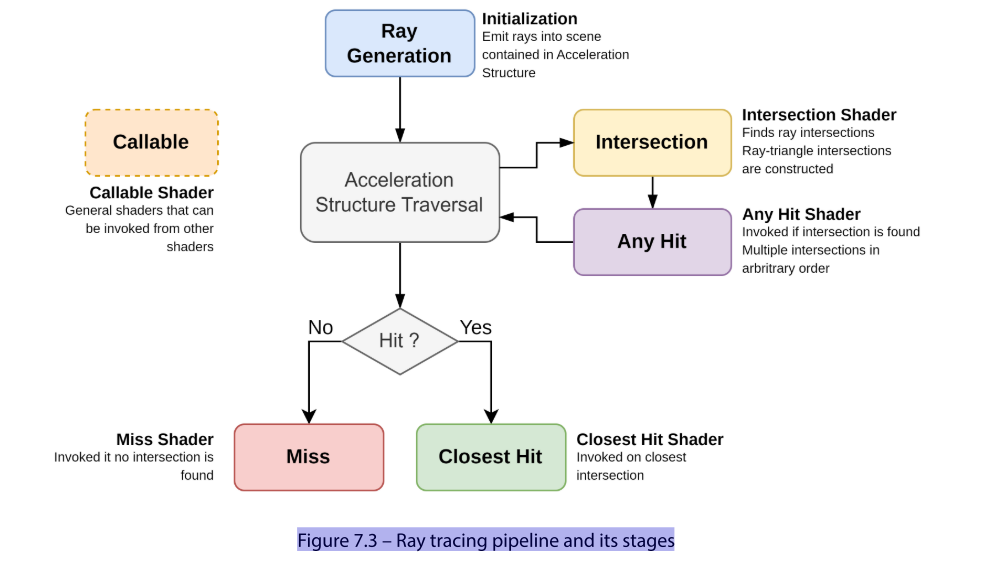 Ray
Generation
Initialization
Emit rays into scene
contained in Acceleration
Structure
Callable
Callable Shader
General shaders that can
be invoked from other
shaders
Acceleration
Structure Traversal
Intersection
Intersection Shader
Finds ray intersections
Ray-triangle intersections
are constructed
Any Hit
Any Hit Shader
Invoked if intersection is found
Multiple intersections in
arbritrary order
Hit ?
No
Yes
Miss Shader
Invoked it no intersection is
found
Miss
Closest Hit
Closest Hit Shader
Invoked on closest
intersection
Figure 7.3 – Ray tracing pipeline and its stages